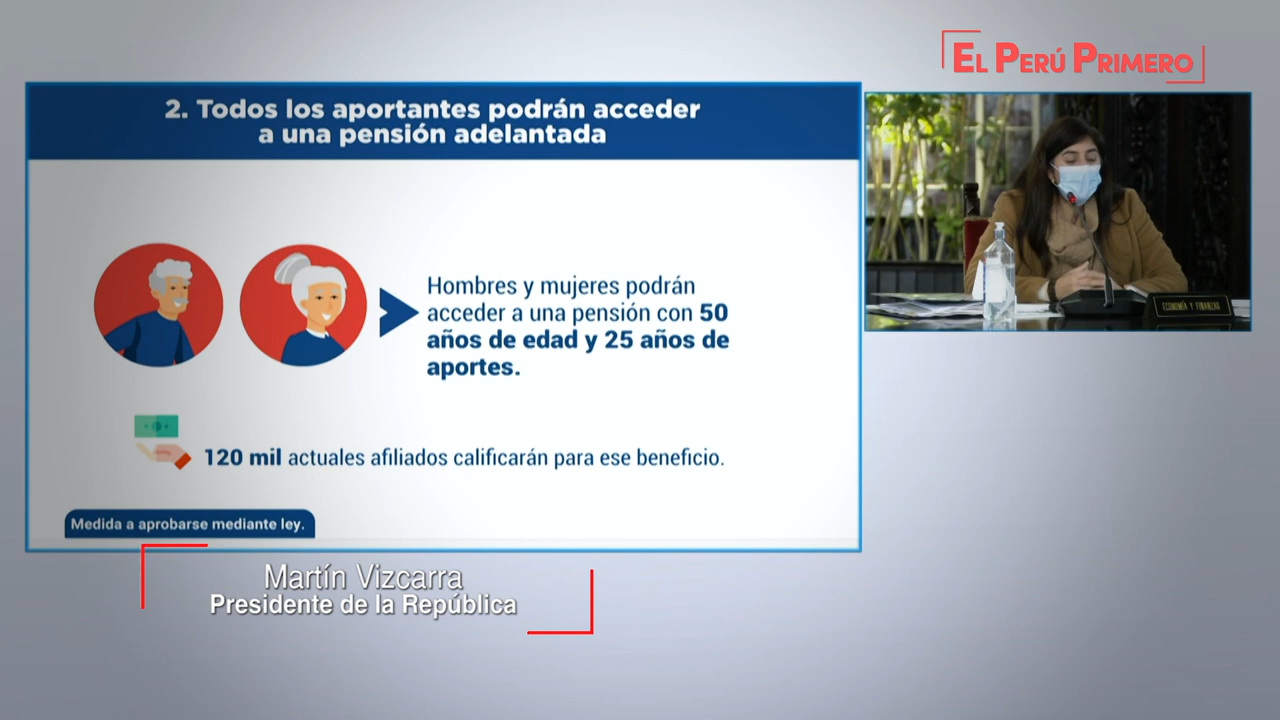 EL PERÚ PRIMERO
2. Todos los aportantes podrán acceder
a una pensión adelantada
Hombres y mujeres podrán
acceder a una pensión con 50
años de edad y 25 años de
aportes.
120 mil actuales afiliados calificarán para ese beneficio.
Medida a aprobarse mediante ley.
ECONOMÍA Y FINANZAS
Martín Vizcarra
Presidente de la República